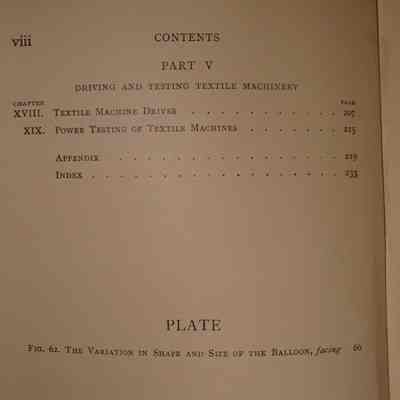 viii CONTENTS
PART V
DRIVING AND TESTING TEXTILE MACHINERY
CHAPTER PAGE
XVIII. TEXTILE MACHINE DRIVES . . . . . . . . . 207
XIX. POWER TESTING OF TEXTILE MACHINES . . . . . . . 215
APPENDIX . . . . . . . . . . . . . 219
INDEX . . . . . . . . . . . . . . . 233
PLATE
FIG. 62. THE VARIATION IN SHAPE AND SIZE OF THE BALLOON, facing 60